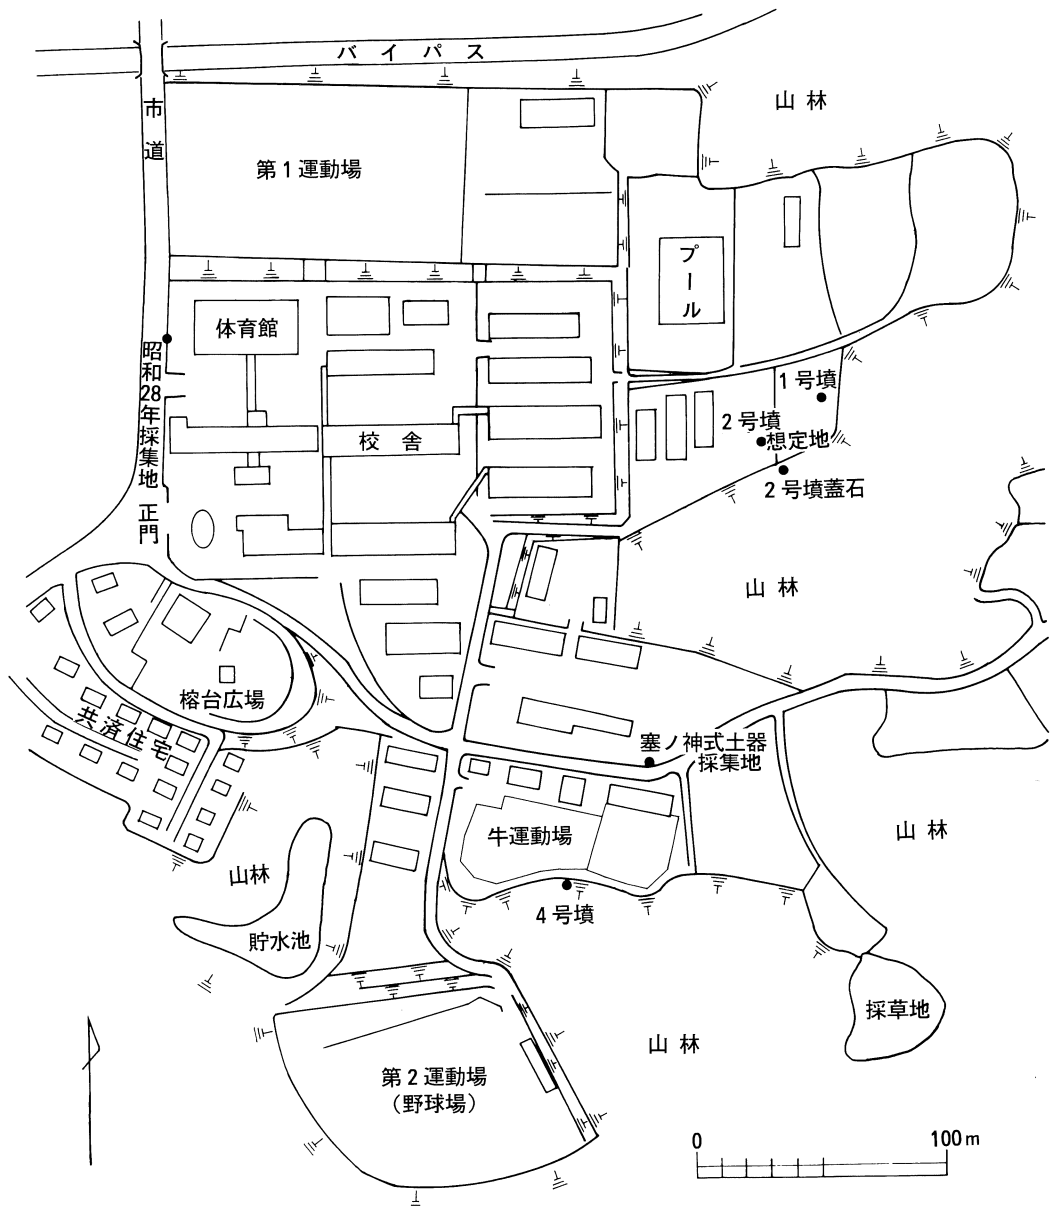 バイパス
市道
山林
第1運動場
プール
体育館
昭和28年採集地
1号墳
2号墳
想定地
2号墳蓋石
校舎
正門
山林
榕台広場
共済住宅
塞ノ神式土器
採集地
牛運動場
山林
山林
4号墳
貯水池
採草地
山林
第2運動場
(野球場)
0
100m